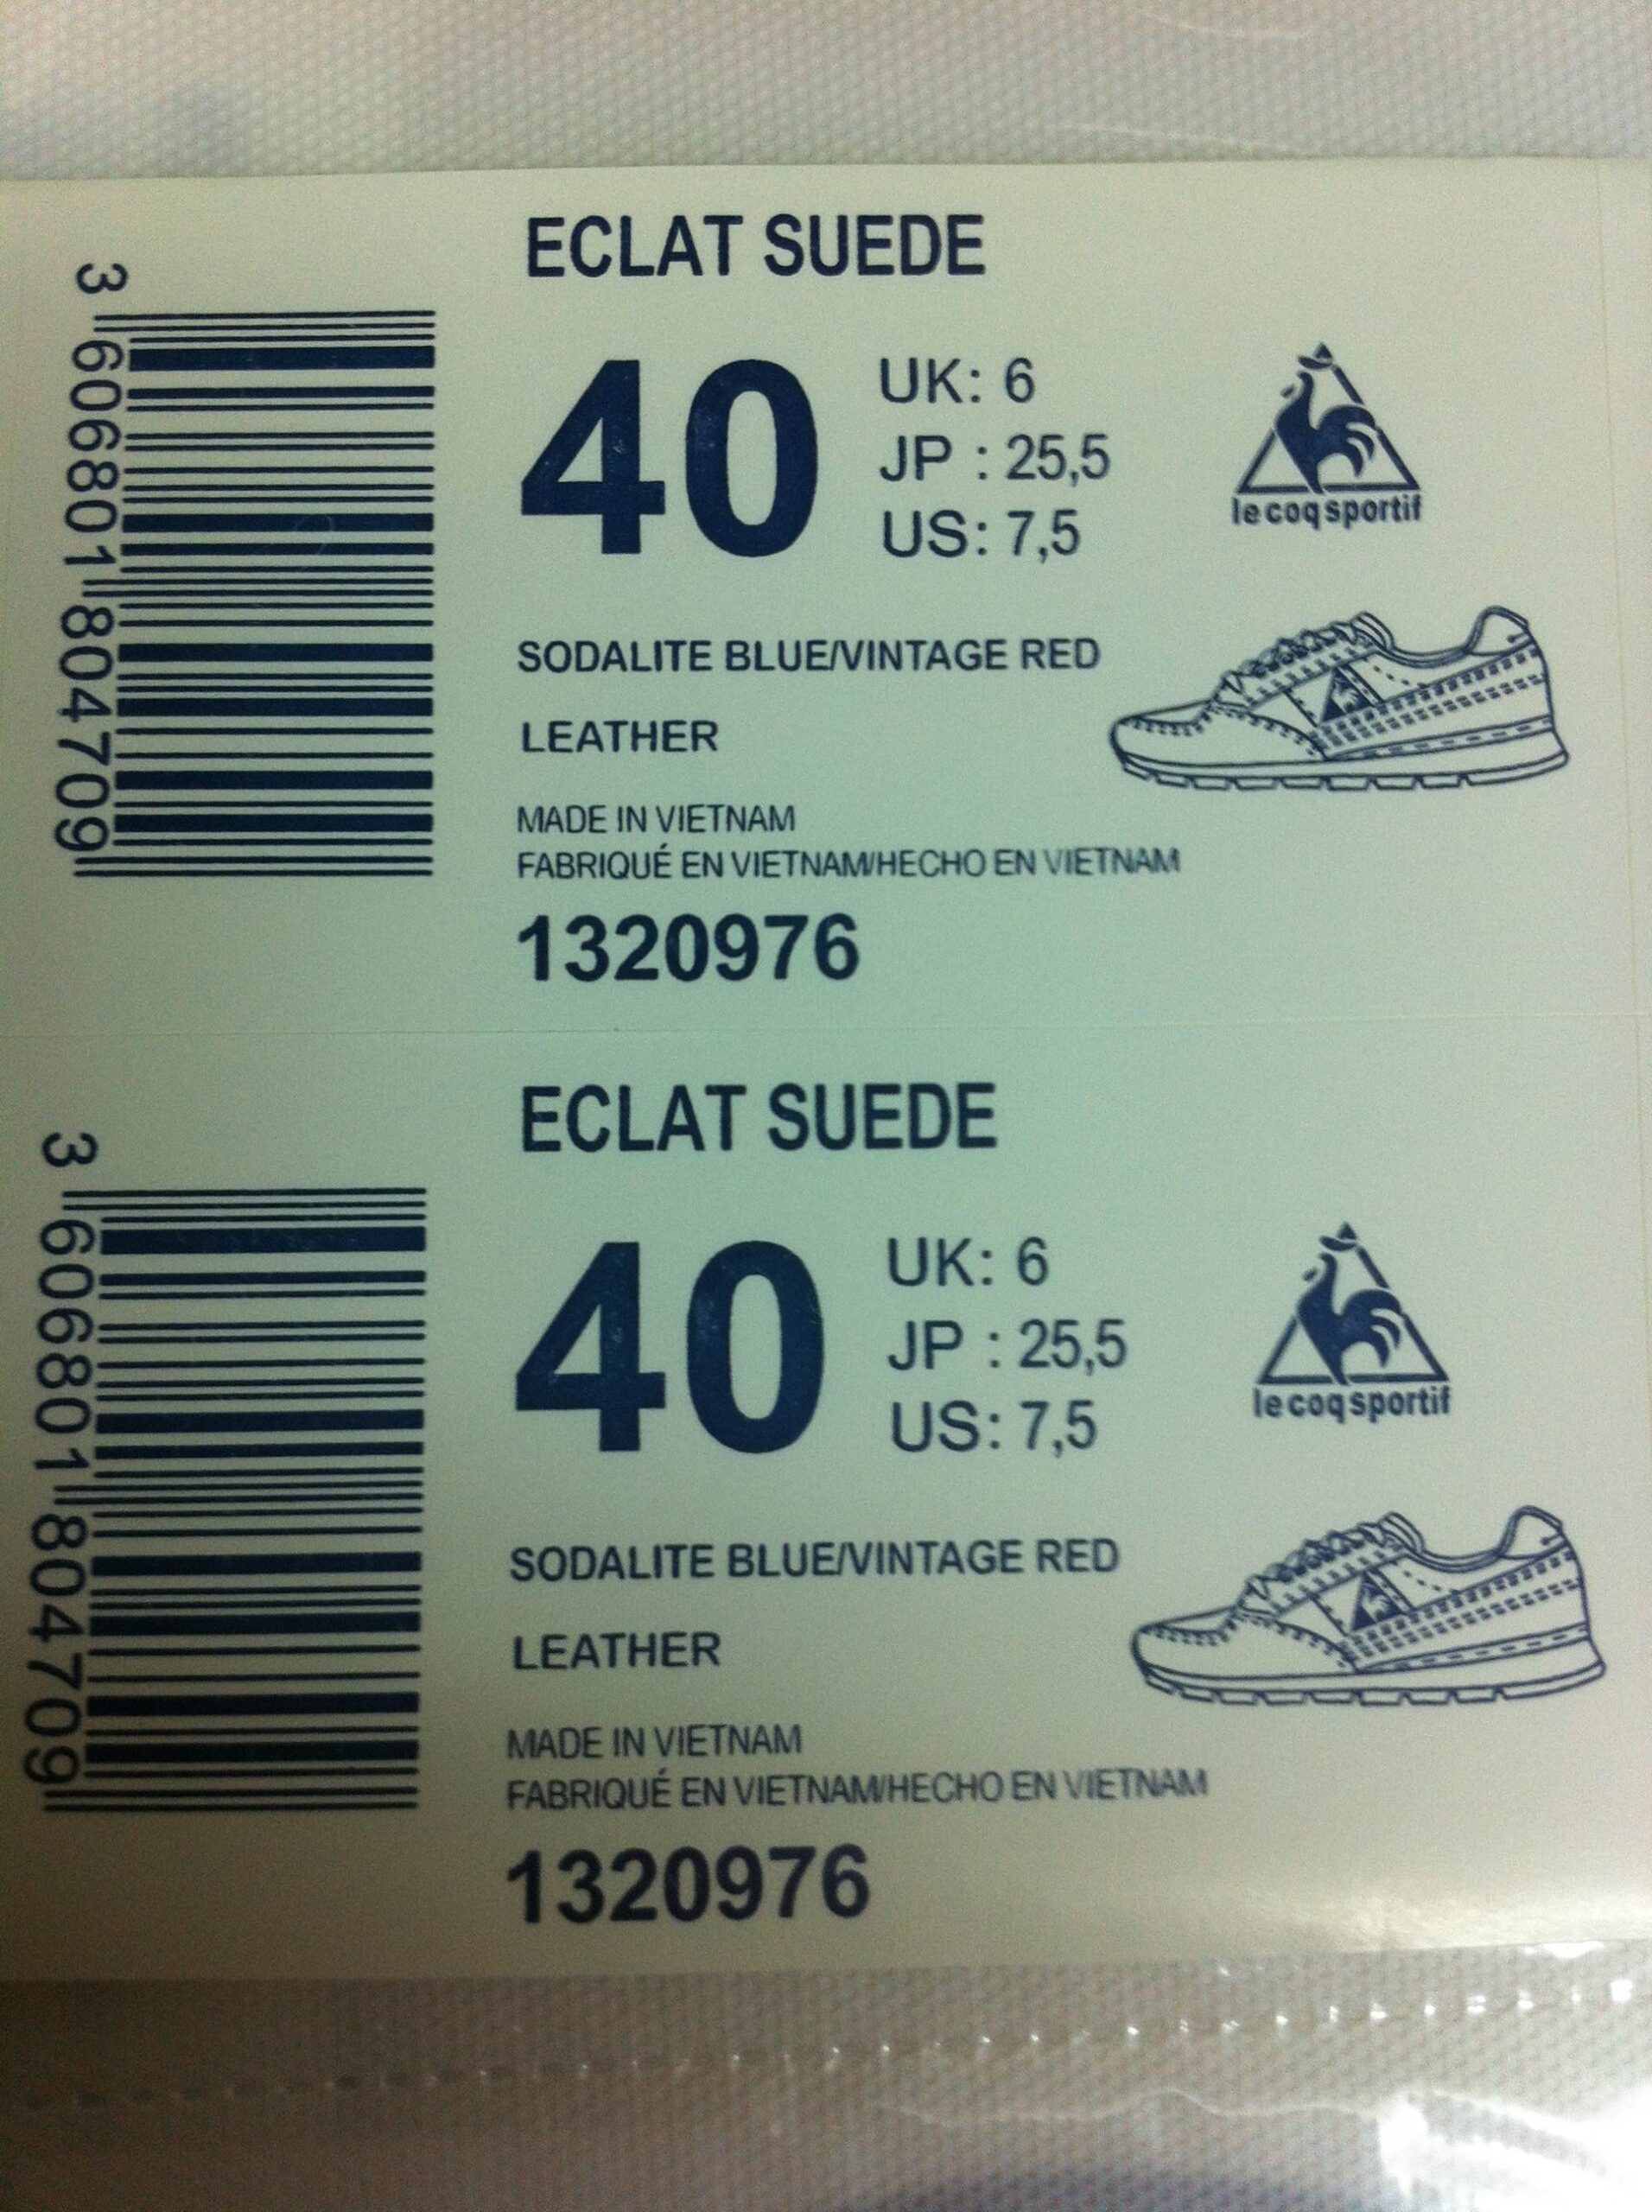 ECLAT SUEDE
3 606801 804709
40
UK: 6
JP : 25,5
US: 7,5
le coq sportif
SODALITE BLUE/VINTAGE RED
LEATHER
MADE IN VIETNAM
FABRIQUÉ EN VIETNAM/HECHO EN VIETNAM
1320976
ECLAT SUEDE
3 606801 804709
40
UK: 6
JP : 25,5
US: 7,5
le coq sportif
SODALITE BLUE/VINTAGE RED
LEATHER
MADE IN VIETNAM
FABRIQUÉ EN VIETNAM/HECHO EN VIETNAM
1320976